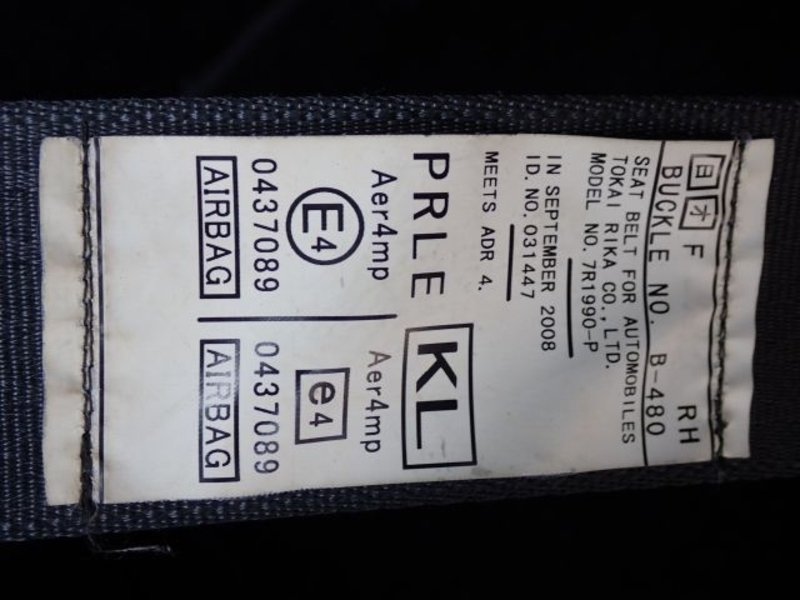 日 才 F RH
BUCKLE NO. B-480
SEAT BELT FOR AUTOMOBILES
TOKAI RIKA CO., LTD.
MODEL NO. 7R1990-P
IN SEPTEMBER 2008
ID. NO. 031447
MEETS ADR 4.
PRLE KL
Aer4mp
E4
0437089
AIRBAG
Aer4mp
e4
0437089
AIRBAG